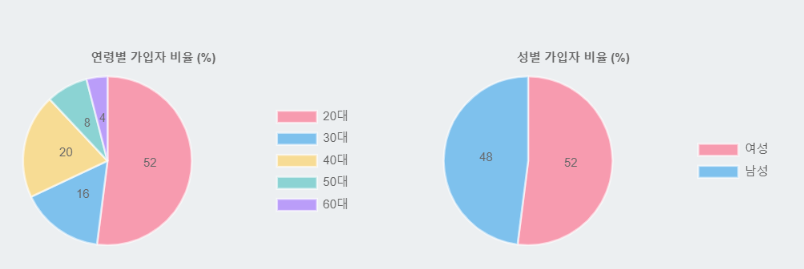 연령별 가입자 비율 (%)
52
16
20
8
4
20대
30대
40대
50대
60대
성별 가입자 비율 (%)
52
48
여성
남성